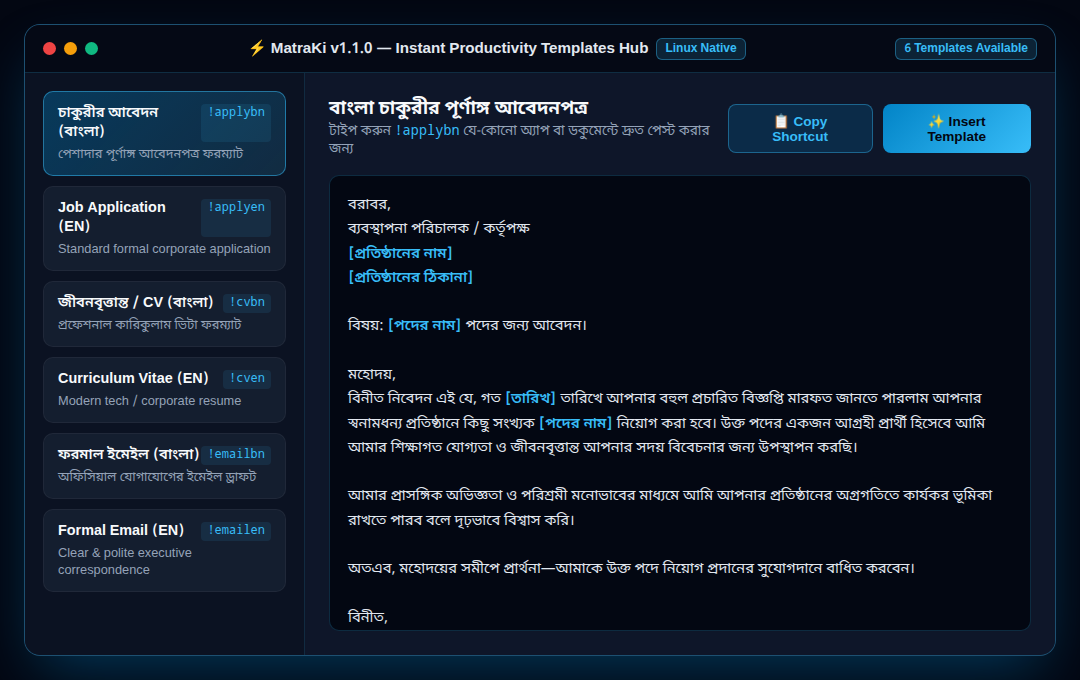 ⚡ MatraKi v1.1.0 — Instant Productivity Templates Hub Linux Native
6 Templates Available
চাকুরীর আবেদন
(বাংলা)
!applybn
পেশাদার পূর্ণাঙ্গ আবেদনপত্র ফরম্যাট
Job Application
(EN)
!applyen
Standard formal corporate application
জীবনবৃত্তান্ত / CV (বাংলা) !cvbn
প্রফেশনাল কারিকুলাম ভিটা ফরম্যাট
Curriculum Vitae (EN) !cven
Modern tech / corporate resume
ফরমাল ইমেইল (বাংলা) !emailbn
অফিসিয়াল যোগাযোগের ইমেইল ড্রাফট
Formal Email (EN) !emailen
Clear & polite executive
correspondence
বাংলা চাকুরীর পূর্ণাঙ্গ আবেদনপত্র
টাইপ করুন !applybn যে-কোনো অ্যাপ বা ডকুমেন্টে দ্রুত পেস্ট করার
জন্য
📋 Copy
Shortcut
✨ Insert
Template
বরাবর,
ব্যবস্থাপনা পরিচালক / কর্তৃপক্ষ
[প্রতিষ্ঠানের নাম]
[প্রতিষ্ঠানের ঠিকানা]
বিষয়: [পদের নাম] পদের জন্য আবেদন।
মহোদয়,
বিনীত নিবেদন এই যে, গত [তারিখ] তারিখে আপনার বহুল প্রচারিত বিজ্ঞপ্তি মারফত জানতে পারলাম আপনার
স্বনামধন্য প্রতিষ্ঠানে কিছু সংখ্যক [পদের নাম] নিয়োগ করা হবে। উক্ত পদের একজন আগ্রহী প্রার্থী হিসেবে আমি
আমার শিক্ষাগত যোগ্যতা ও জীবনবৃত্তান্ত আপনার সদয় বিবেচনার জন্য উপস্থাপন করছি।
আমার প্রাসঙ্গিক অভিজ্ঞতা ও পরিশ্রমী মনোভাবের মাধ্যমে আমি আপনার প্রতিষ্ঠানের অগ্রগতিতে কার্যকর ভূমিকা
রাখতে পারব বলে দৃঢ়ভাবে বিশ্বাস করি।
অতএব, মহোদয়ের সমীপে প্রার্থনা—আমাকে উক্ত পদে নিয়োগ প্রদানের সুযোগদানে বাধিত করবেন।
বিনীত,